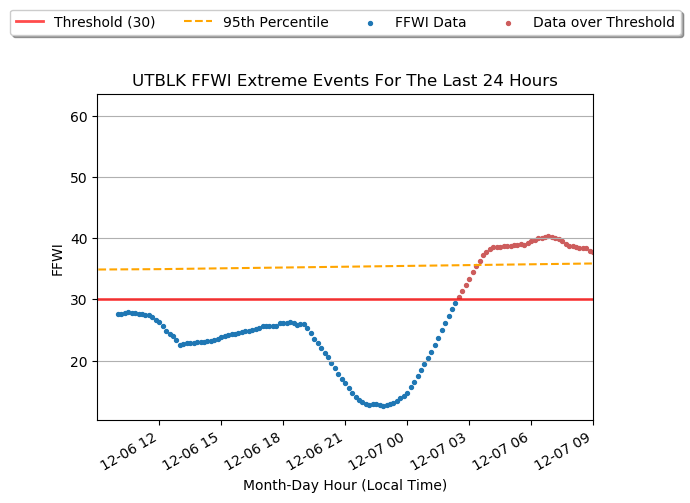 Threshold (30) 95th Percentile FFWI Data Data over Threshold
UTBLK FFWI Extreme Events For The Last 24 Hours
60
50
40
30
20
FFWI
12-06 12 12-06 15 12-06 18 12-06 21 12-07 00 12-07 03 12-07 06 12-07 09
Month-Day Hour (Local Time)